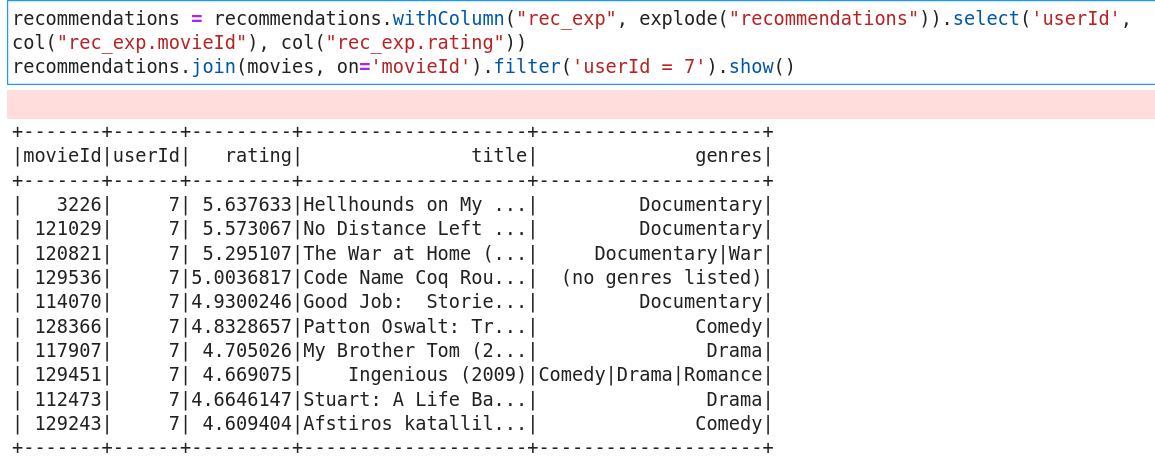 recommendations = recommendations.withColumn("rec_exp", explode("recommendations")).select('userId',
col("rec_exp.movieId"), col("rec_exp.rating"))
recommendations.join(movies, on='movieId').filter('userId = 7').show()
+-------+------+---------+--------------------+--------------------+
|movieId|userId|   rating|               title|              genres|
+-------+------+---------+--------------------+--------------------+
|   3226|     7| 5.637633|Hellhounds on My ...|         Documentary|
| 121029|     7| 5.573067|No Distance Left ...|         Documentary|
| 120821|     7| 5.295107|The War at Home (...|     Documentary|War|
| 129536|     7|5.0036817|Code Name Coq Rou...|  (no genres listed)|
| 114070|     7|4.9300246|Good Job:  Storie...|         Documentary|
| 128366|     7|4.8328657|Patton Oswalt: Tr...|              Comedy|
| 117907|     7| 4.705026|My Brother Tom (2...|               Drama|
| 129451|     7| 4.669075|    Ingenious (2009)|Comedy|Drama|Romance|
| 112473|     7|4.6646147|Stuart: A Life Ba...|               Drama|
| 129243|     7| 4.609404|Afstiros katallil...|              Comedy|
+-------+------+---------+--------------------+--------------------+